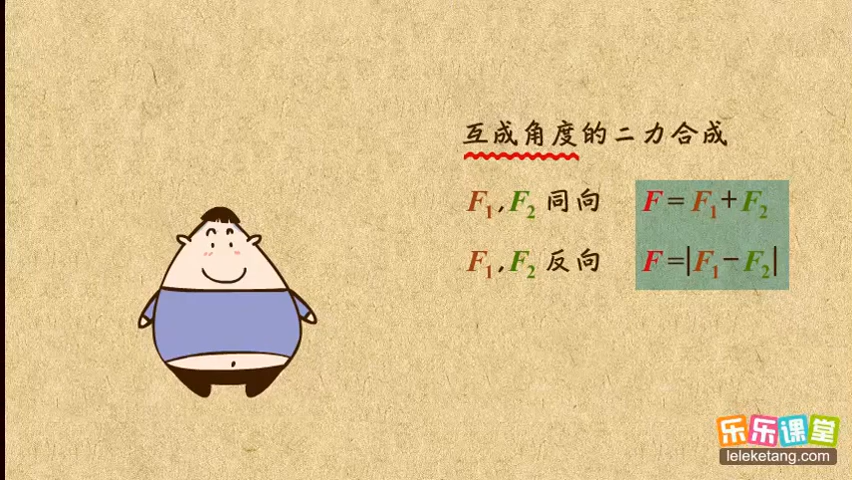 互成角度的二力合成
F₁,F₂ 同向 F=F₁+F₂
F₁,F₂ 反向 F=|F₁−F₂|
乐乐课堂
leleketang.com